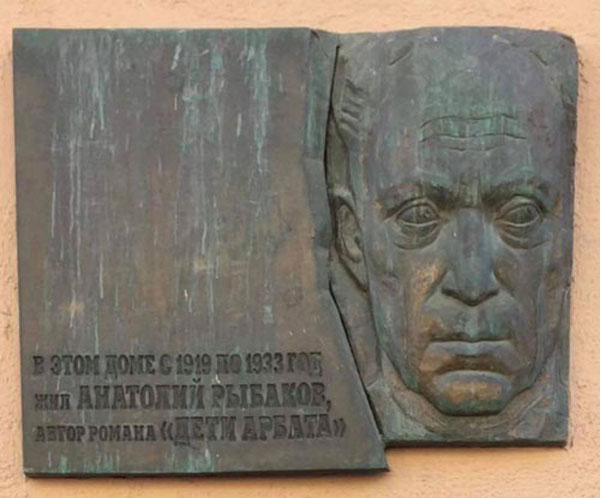 В ЭТОМ ДОМЕ С 1919 ПО 1933 ГОД
ЖИЛ АНАТОЛИЙ РЫБАКОВ,
АВТОР РОМАНА «ДЕТИ АРБАТА»